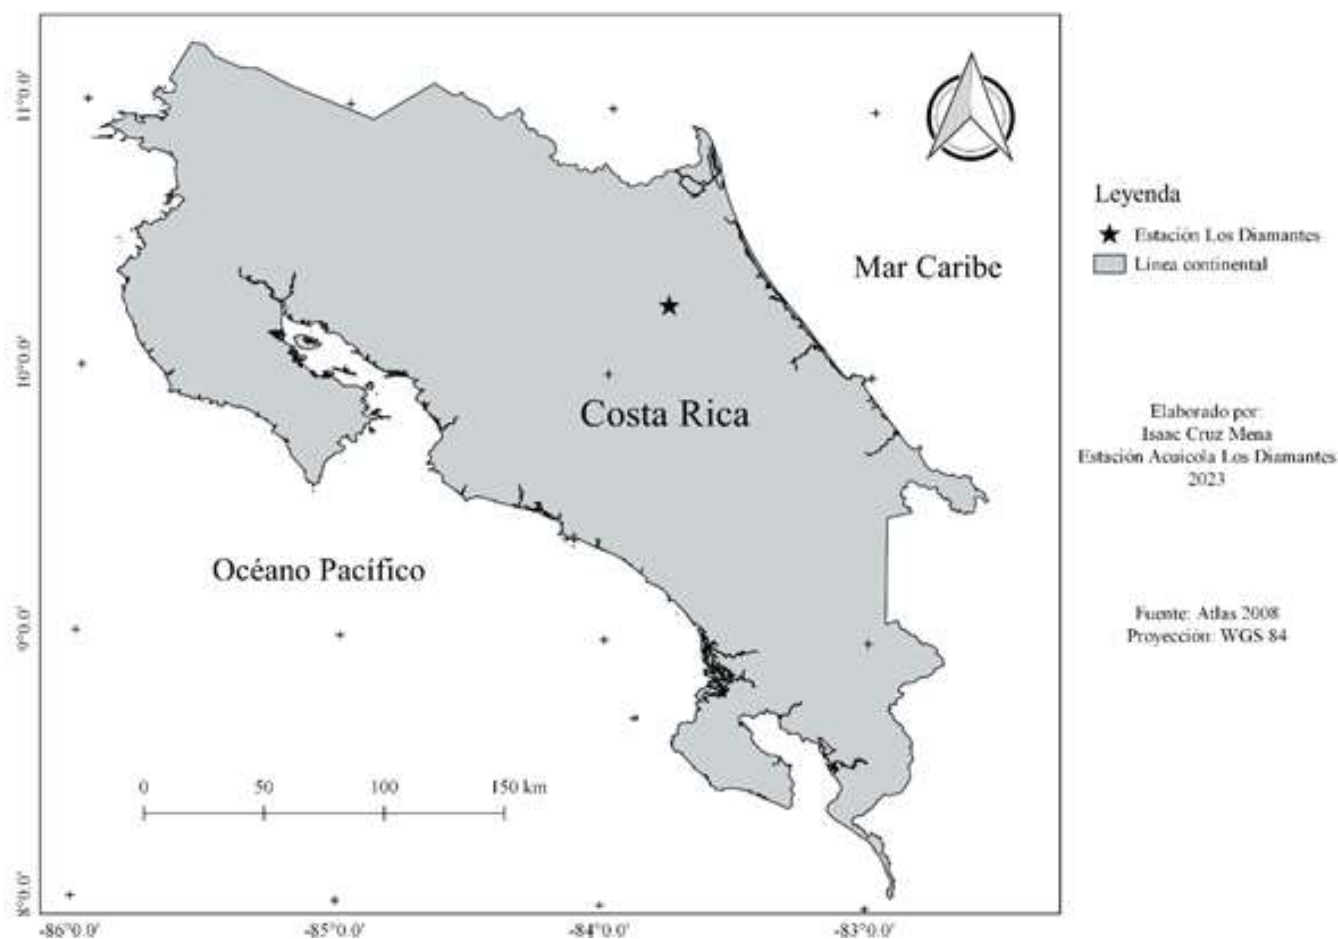 11°0.0'
10°0.0'
9°0.0'
8°0.0'
-86°0.0'
-85°0.0'
-84°0.0'
-83°0.0'
Mar Caribe
Costa Rica
Océano Pacífico
0 50 100 150 km
Leyenda
Estación Los Diamantes
Línea continental
Elaborado por:
Isaac Cruz Mena
Estación Acuícola Los Diamantes
2023
Fuente: Atlas 2008
Proyección: WGS 84